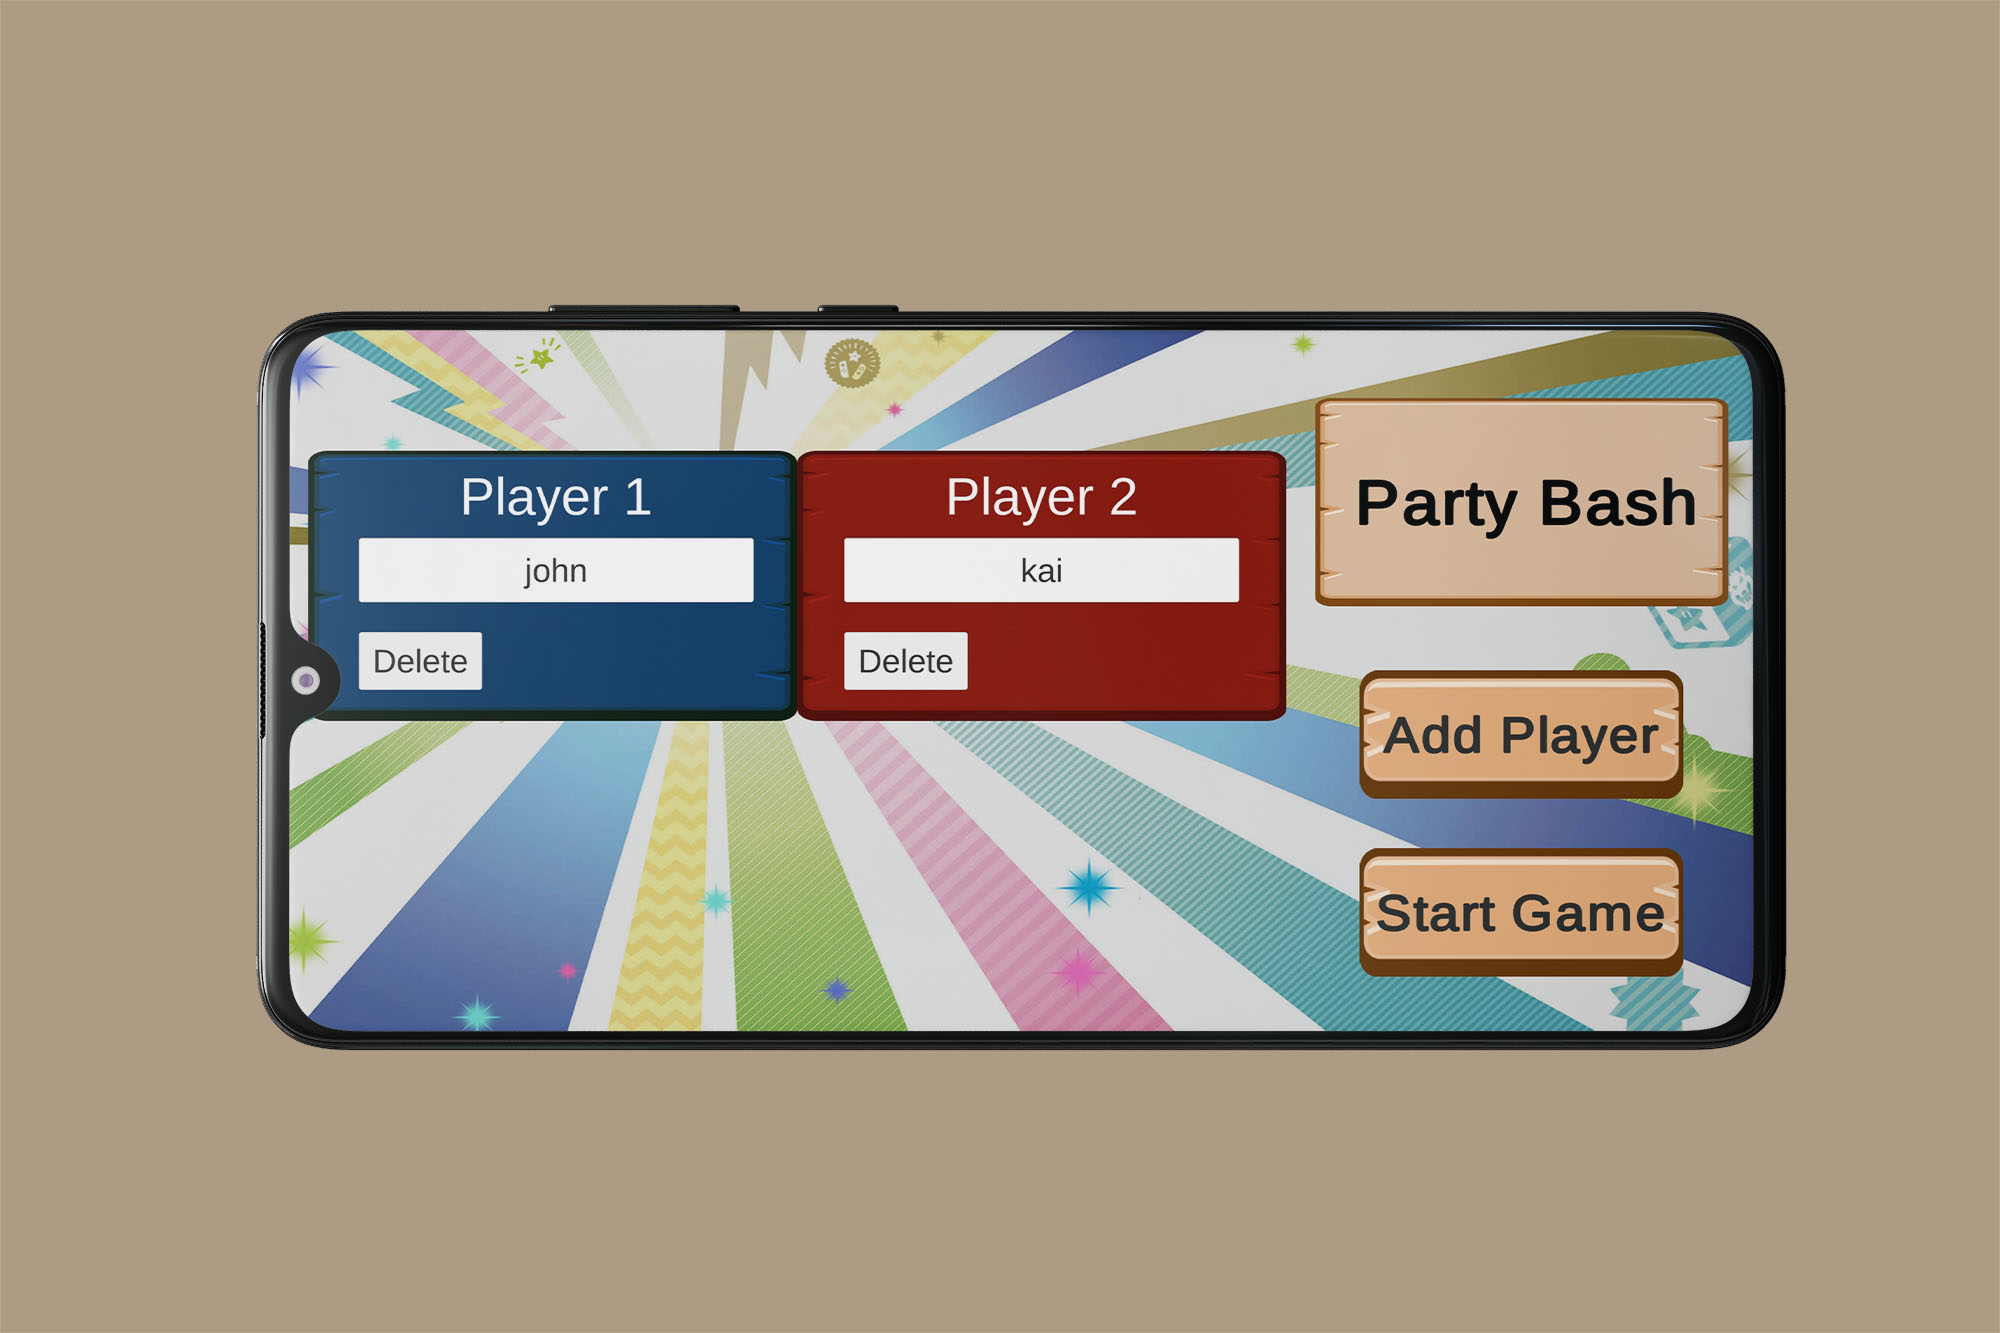 Player 1
john
Delete
Player 2
kai
Delete
Party Bash
Add Player
Start Game